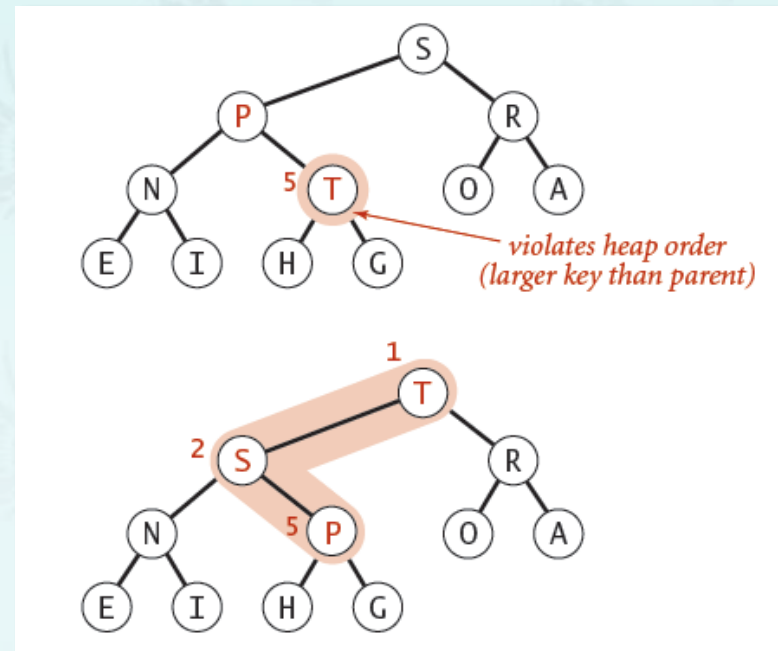 S
P R
N 5 T O A
violates heap order
(larger key than parent)
E I H G
1
T
2 S R
N 5 P O A
E I H G